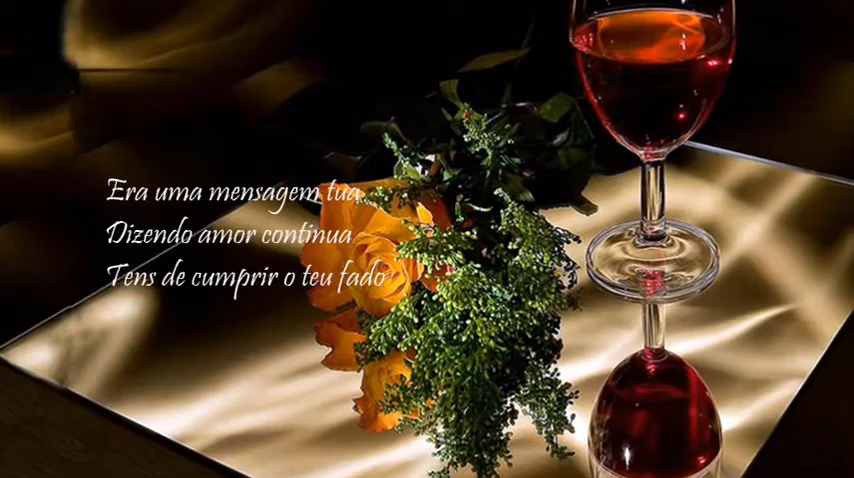 Era uma mensagem tua
Dizendo amor continua
Tens de cumprir o teu fado